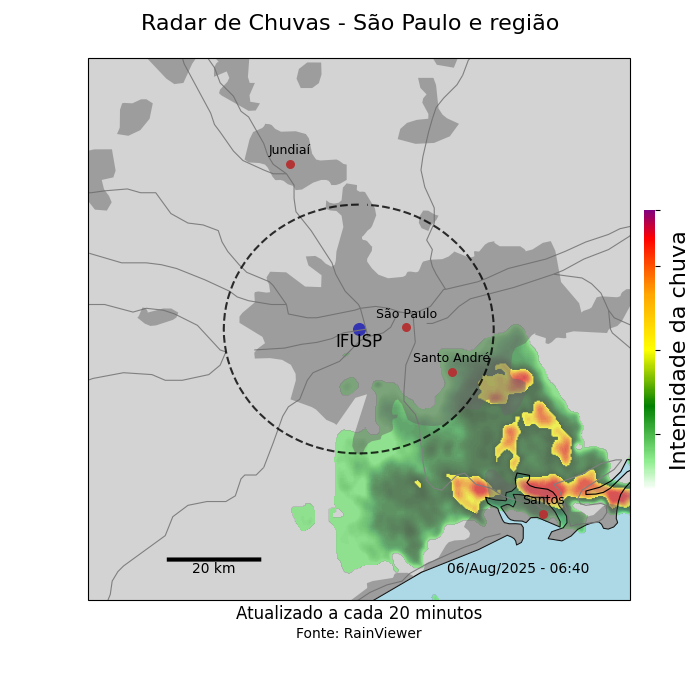 Radar de Chuvas - São Paulo e região
Jundiaí
São Paulo
IFUSP
Santo André
Santos
20 km
06/Aug/2025 - 06:40
Intensidade da chuva
Atualizado a cada 20 minutos
Fonte: RainViewer